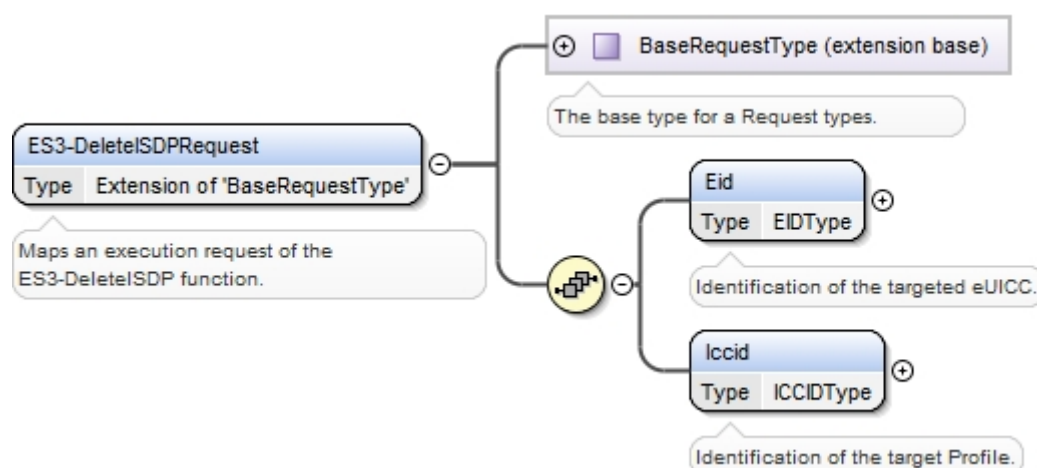 BaseRequestType (extension base)
The base type for a Request types.
ES3-DeleteISDPRequest
Type Extension of 'BaseRequestType'
Maps an execution request of the
ES3-DeleteISDP function.
Eid
Type EIDType
Identification of the targeted eUICC.
Iccid
Type ICCIDType
Identification of the target Profile.